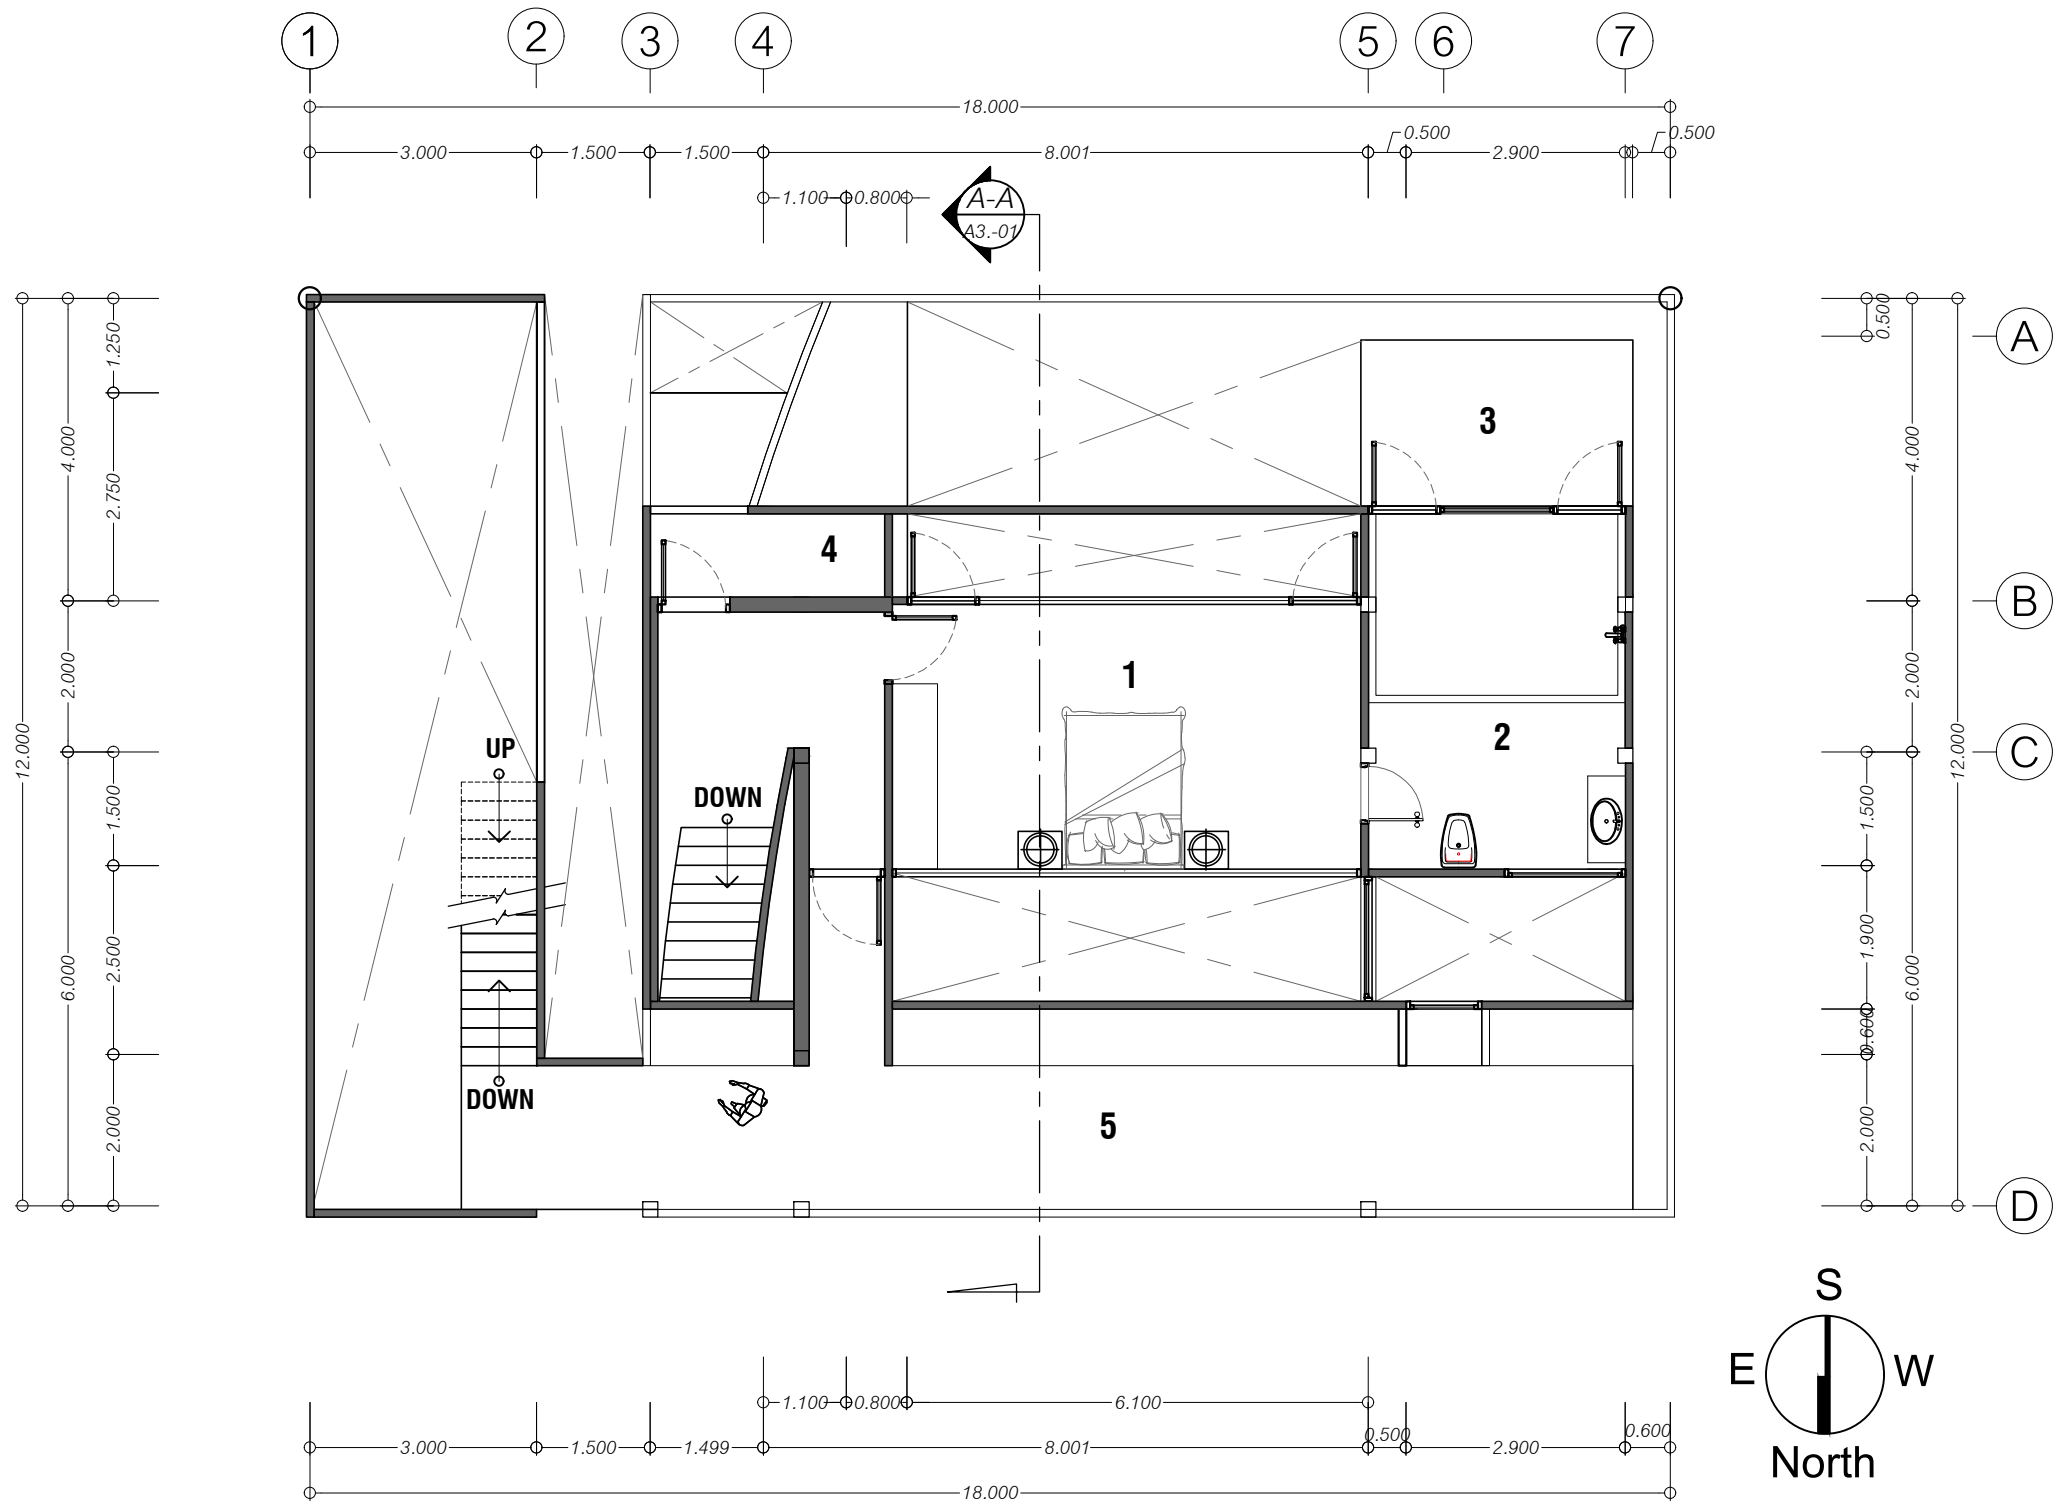 1 2 3 4 5 6 7
18.000
0.500 0.500
3.000 1.500 1.500 8.001 2.900
1.100 0.800
A-A
A3.-01
0.500
A
1.250
4.000 4.000
3
2.750
4
B
12.000 2.000 1 2.000
2
UP
C
12.000
DOWN
1.500 1.500
1.900
2.500
6.000 6.000
0.600
DOWN
5
2.000 2.000
D
S
E W
North
1.100 0.800 6.100
0.500 0.600
3.000 1.500 1.499 8.001 2.900
18.000